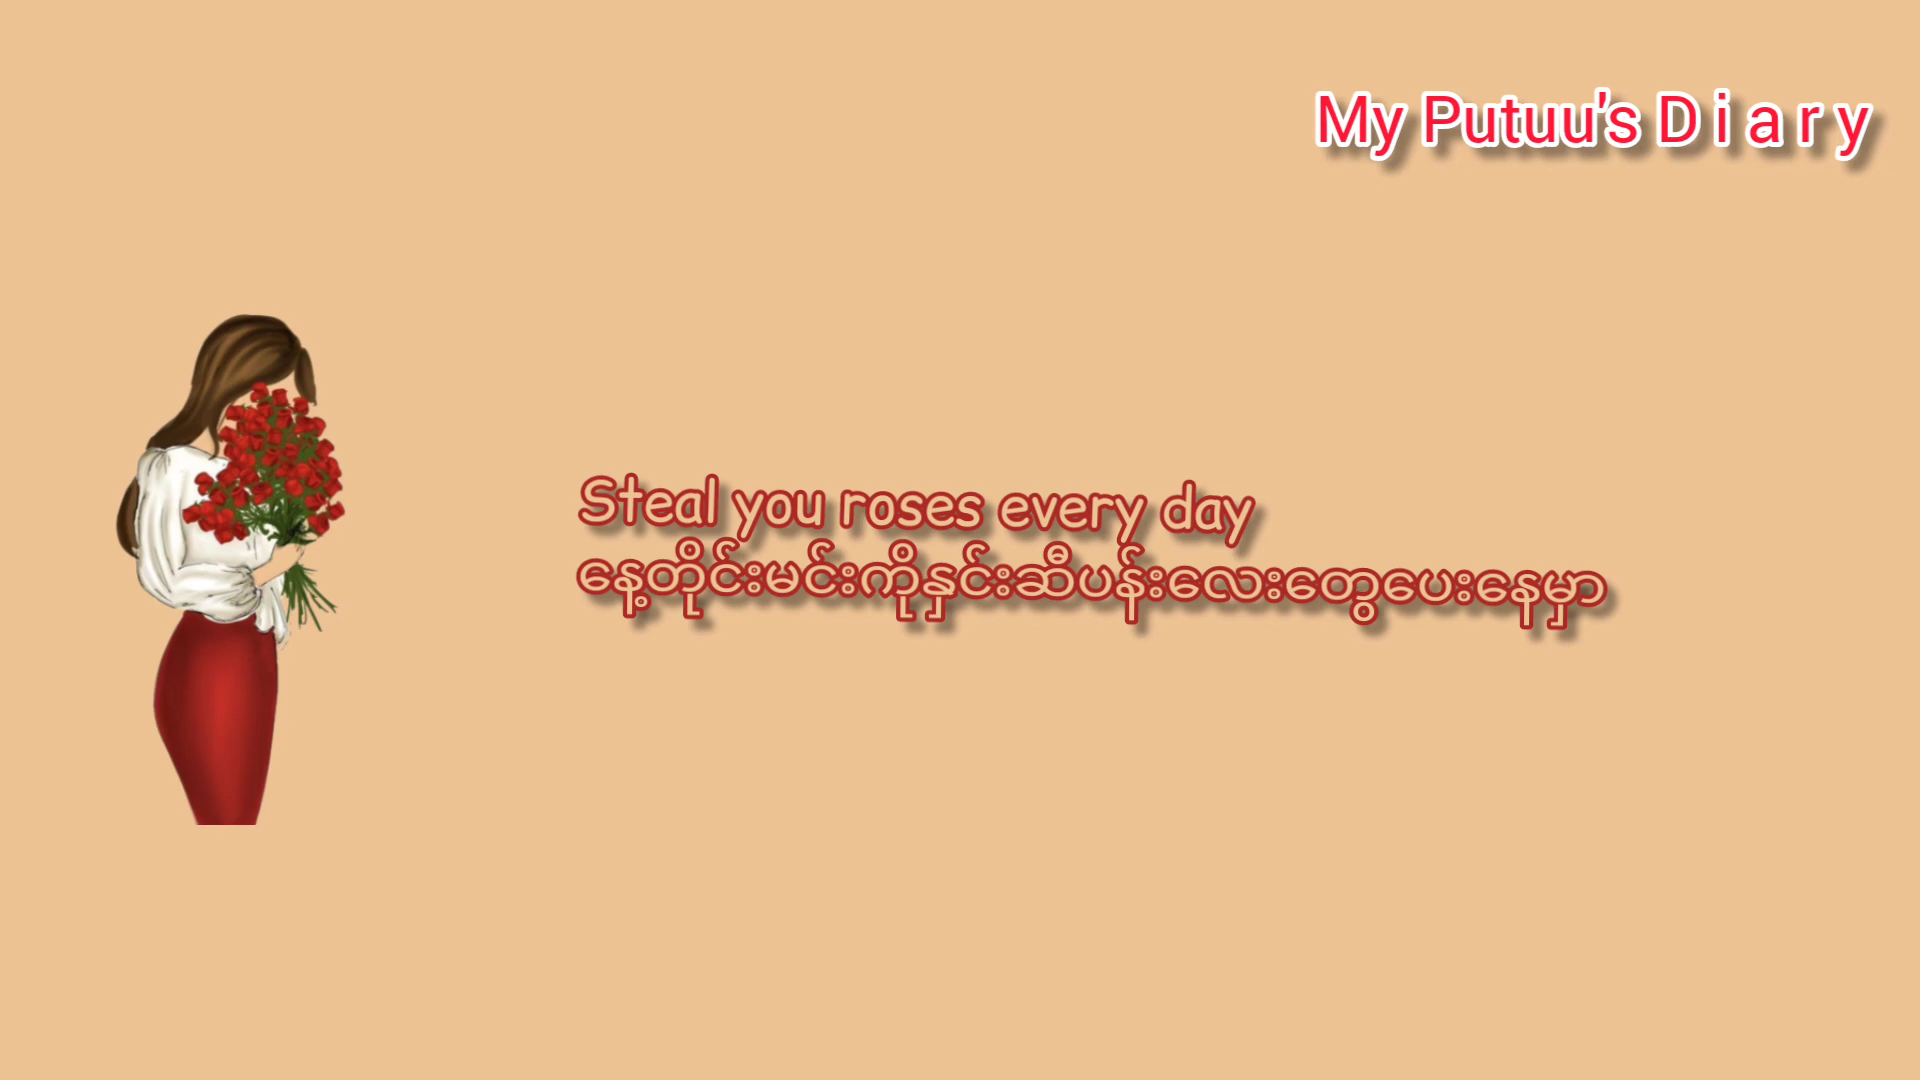 My Putuu's D i a r y
Steal you roses every day
နေ့တိုင်းမင်းကိုနှင်းဆီပန်းလေးတွေပေးနေမှာ